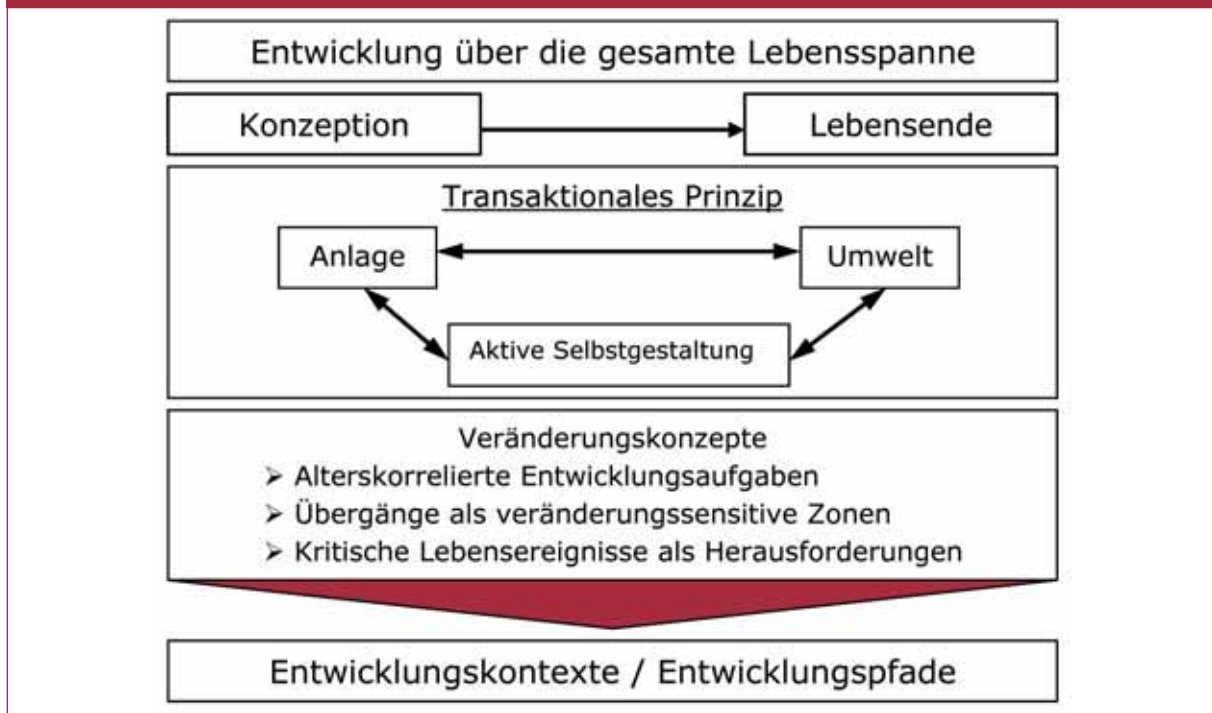 Entwicklung über die gesamte Lebensspanne
Konzeption
Lebensende
Transaktionales Prinzip
Anlage
Umwelt
Aktive Selbstgestaltung
Veränderungskonzepte
➢ Alterskorrelierte Entwicklungsaufgaben
➢ Übergänge als veränderungssensitive Zonen
➢ Kritische Lebensereignisse als Herausforderungen
Entwicklungskontexte / Entwicklungspfade